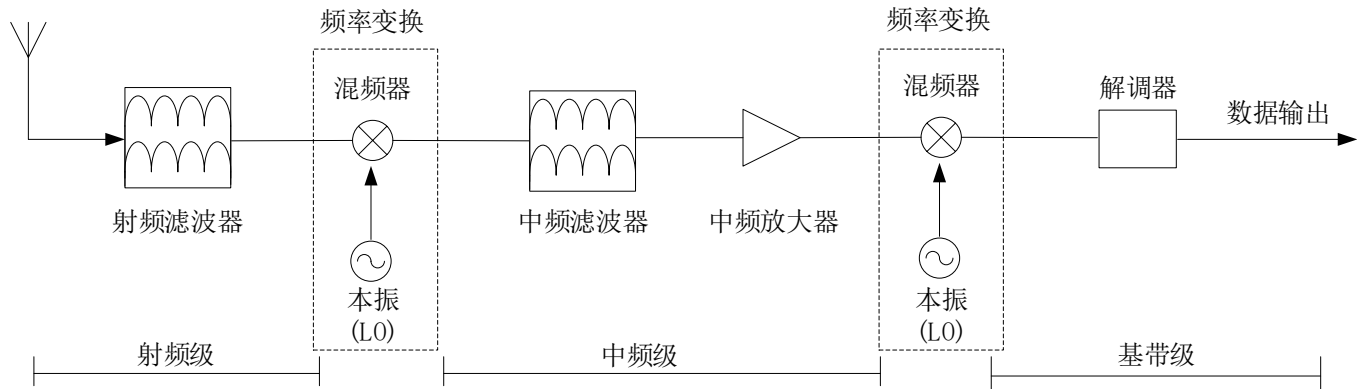 频率变换
频率变换
混频器
混频器
解调器
数据输出
射频滤波器
中频滤波器
中频放大器
本振
(LO)
本振
(LO)
射频级
中频级
基带级